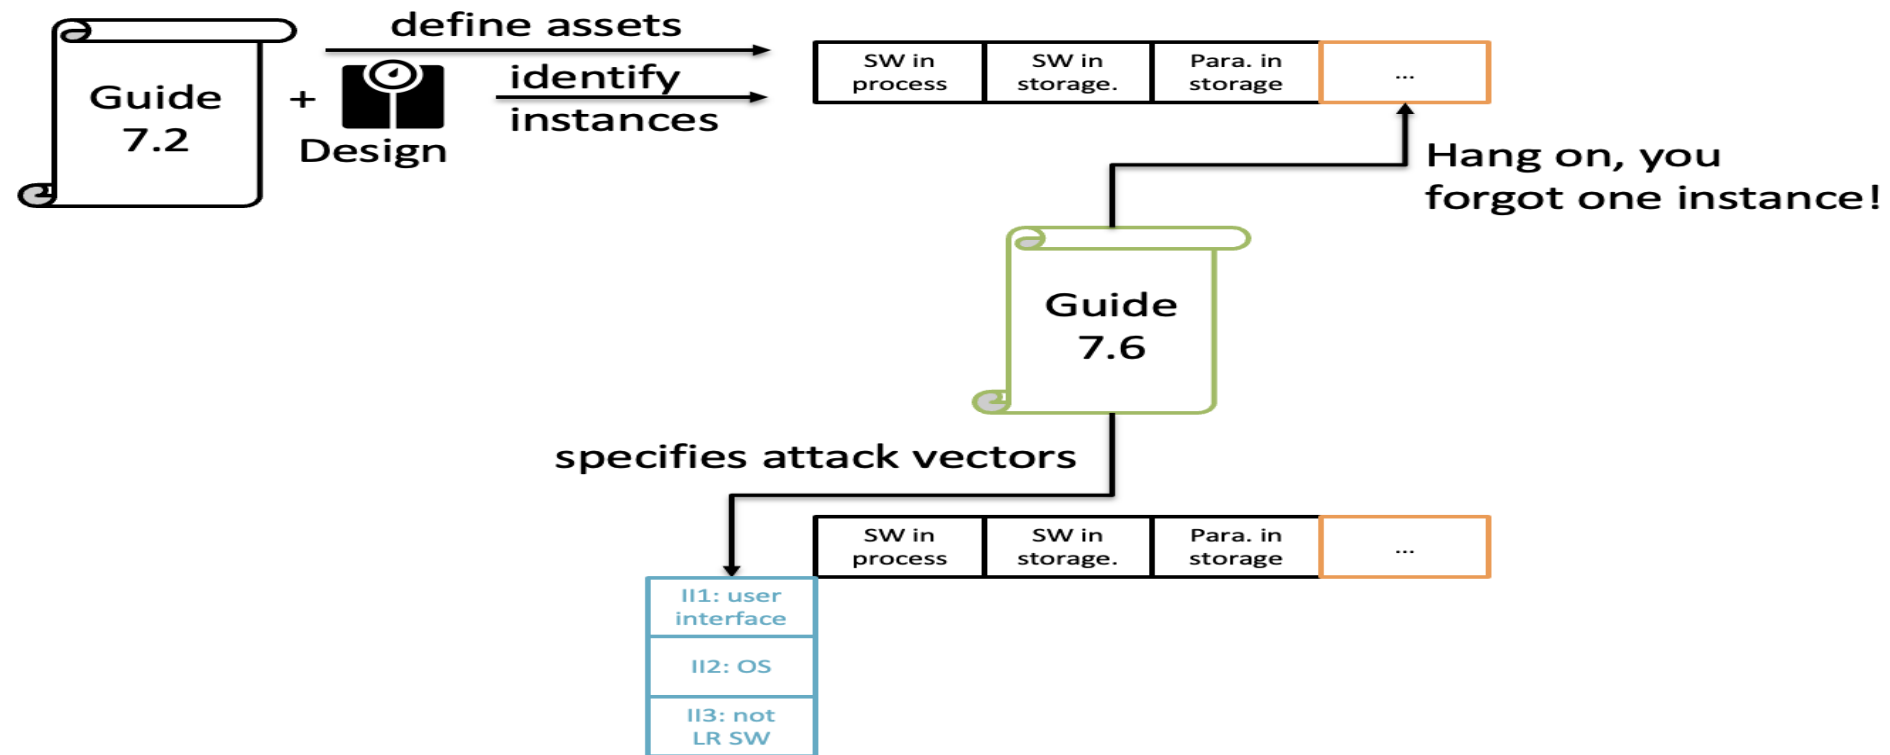 define assets
Guide
7.2
+
Design
identify
instances
SW in
process
SW in
storage.
Para. in
storage
...
Hang on, you
forgot one instance!
Guide
7.6
specifies attack vectors
SW in
process
SW in
storage.
Para. in
storage
...
II1: user
interface
II2: OS
II3: not
LR SW